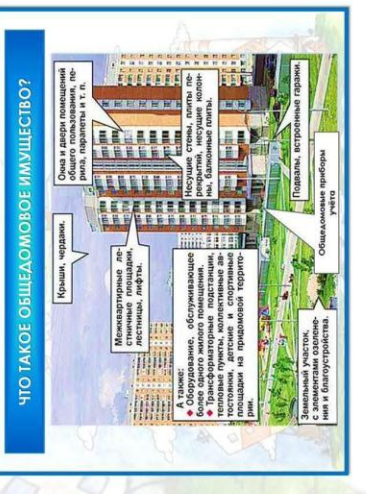 ЧТО ТАКОЕ ОБЩЕДОМОВОЕ ИМУЩЕСТВО?
Крыши, чердаки.
Окна и двери помещений
общего пользования, пе-
рила, парапеты и т. п.
Межквартирные ле-
стничные площадки,
лестницы, лифты.
Несущие стены, плиты пе-
рекрытий, несущие колон-
ны, балконные плиты.
А также:
♦ Оборудование, обслуживающее
более одного жилого помещения.
♦ Трансформаторные подстанции,
тепловые пункты, коллективные ав-
тостоянки, детские и спортивные
площадки на придомовой террито-
рии.
Земельный участок,
с элементами озелене-
ния и благоустройства.
Общедомовые приборы
учёта
Подвалы, встроенные гаражи.